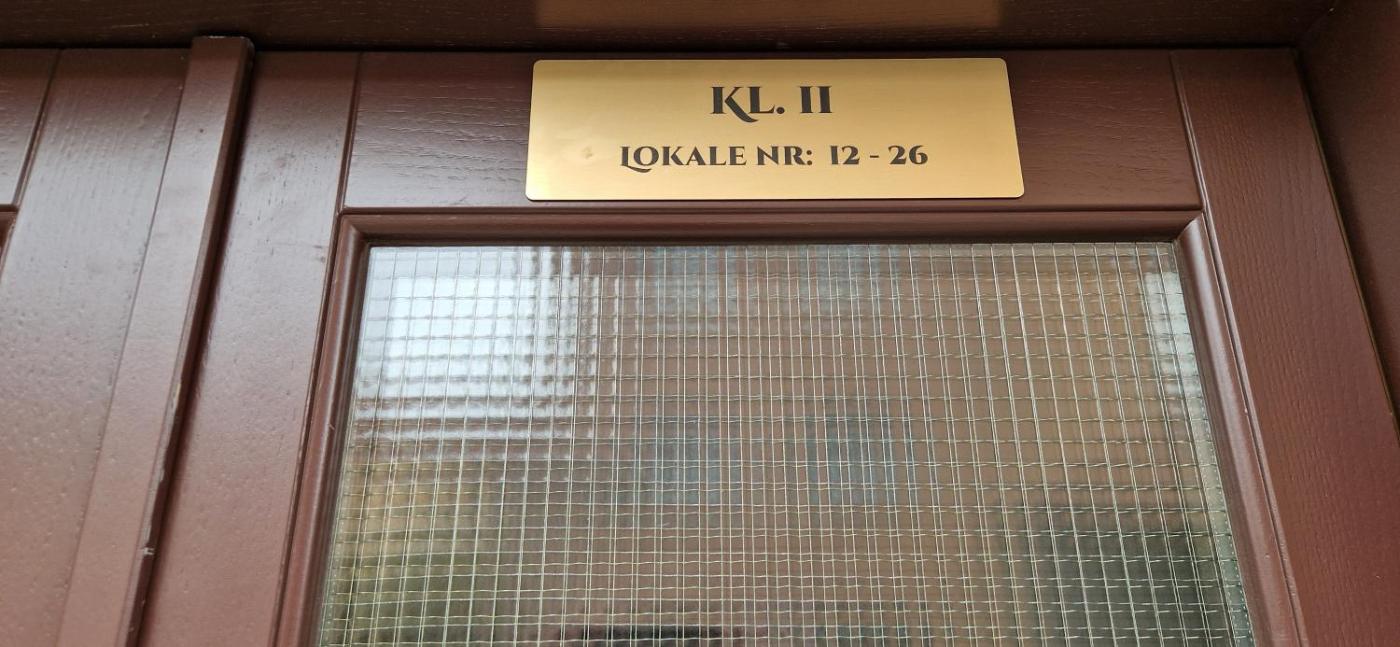 KL. II
LOKALE NR: 12 - 26